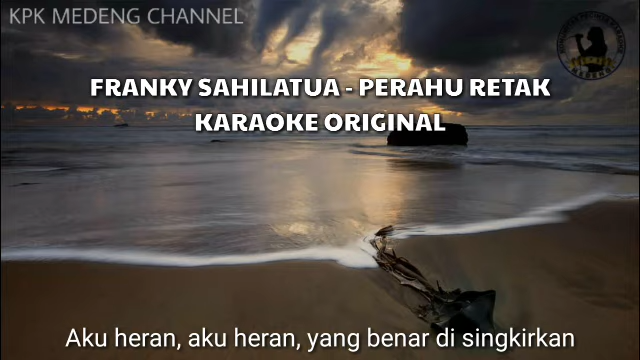 KPK MEDENG CHANNEL
FRANKY SAHILATUA - PERAHU RETAK
KARAOKE ORIGINAL
Aku heran, aku heran, yang benar di singkirkan